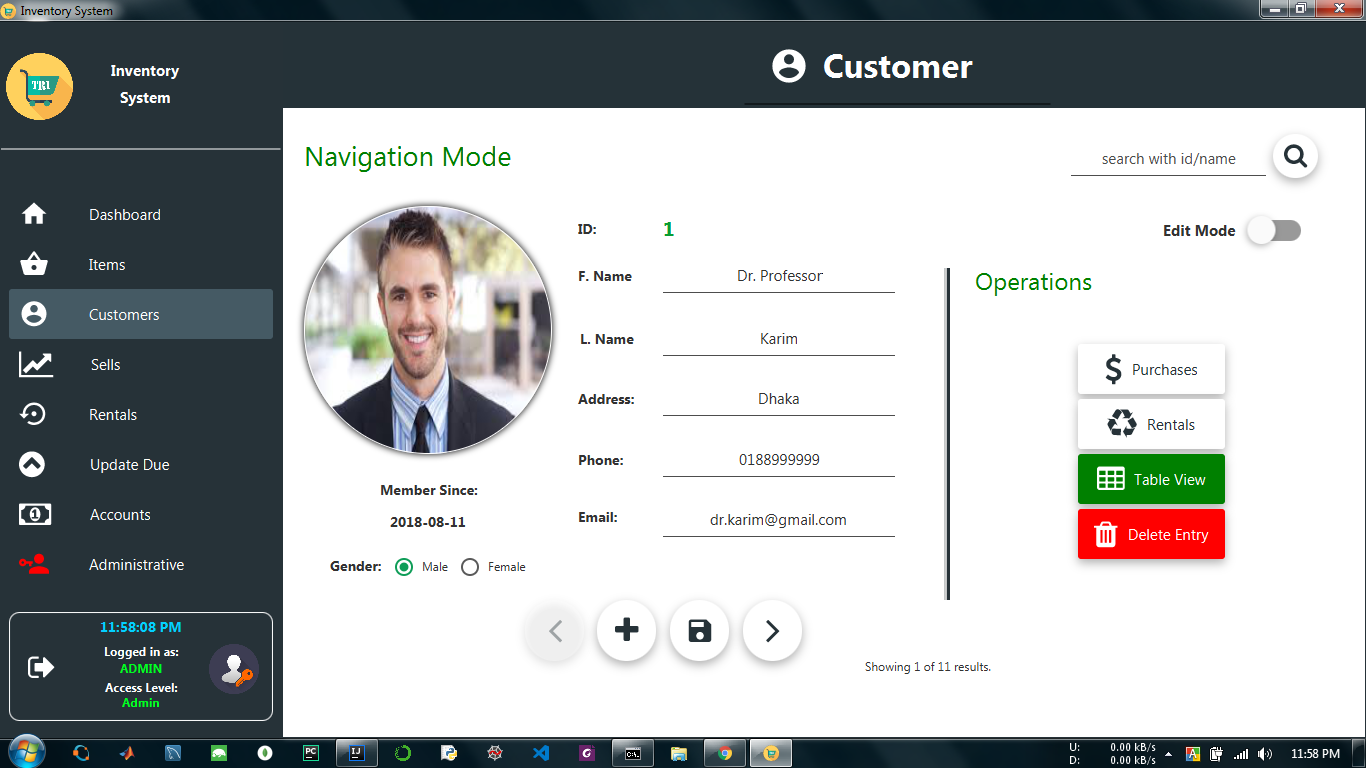 Inventory System
TRI
Inventory
System
Customer
Navigation Mode
search with id/name
Dashboard
Items
Customers
Sells
Rentals
Update Due
Accounts
Administrative
ID: 1
Edit Mode
F. Name Dr. Professor
L. Name Karim
Address: Dhaka
Phone: 0188999999
Email: dr.karim@gmail.com
Member Since:
2018-08-11
Gender: Male Female
Operations
$ Purchases
Rentals
Table View
Delete Entry
Showing 1 of 11 results.
11:58:08 PM
Logged in as:
ADMIN
Access Level:
Admin
PC
IJ
C:\.
U: 0.00 kB/s
D: 0.00 kB/s
11:58 PM